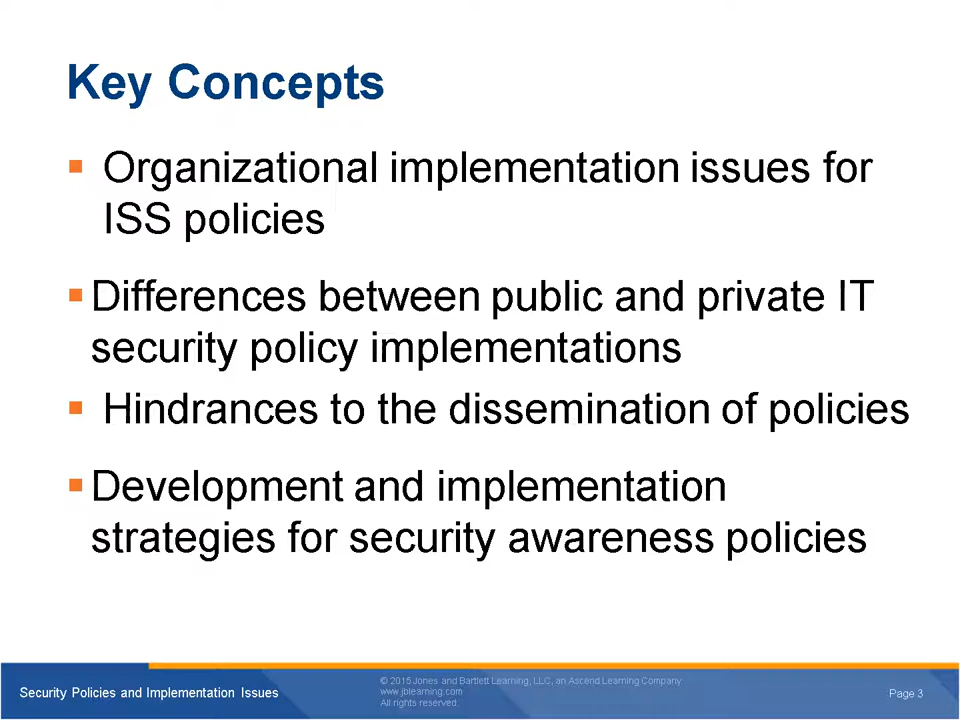 Key Concepts
▪ Organizational implementation issues for
ISS policies
▪ Differences between public and private IT
security policy implementations
▪ Hindrances to the dissemination of policies
▪ Development and implementation
strategies for security awareness policies
Security Policies and Implementation Issues
© 2015 Jones and Bartlett Learning, LLC, an Ascend Learning Company
www.jblearning.com
All rights reserved.
Page 3